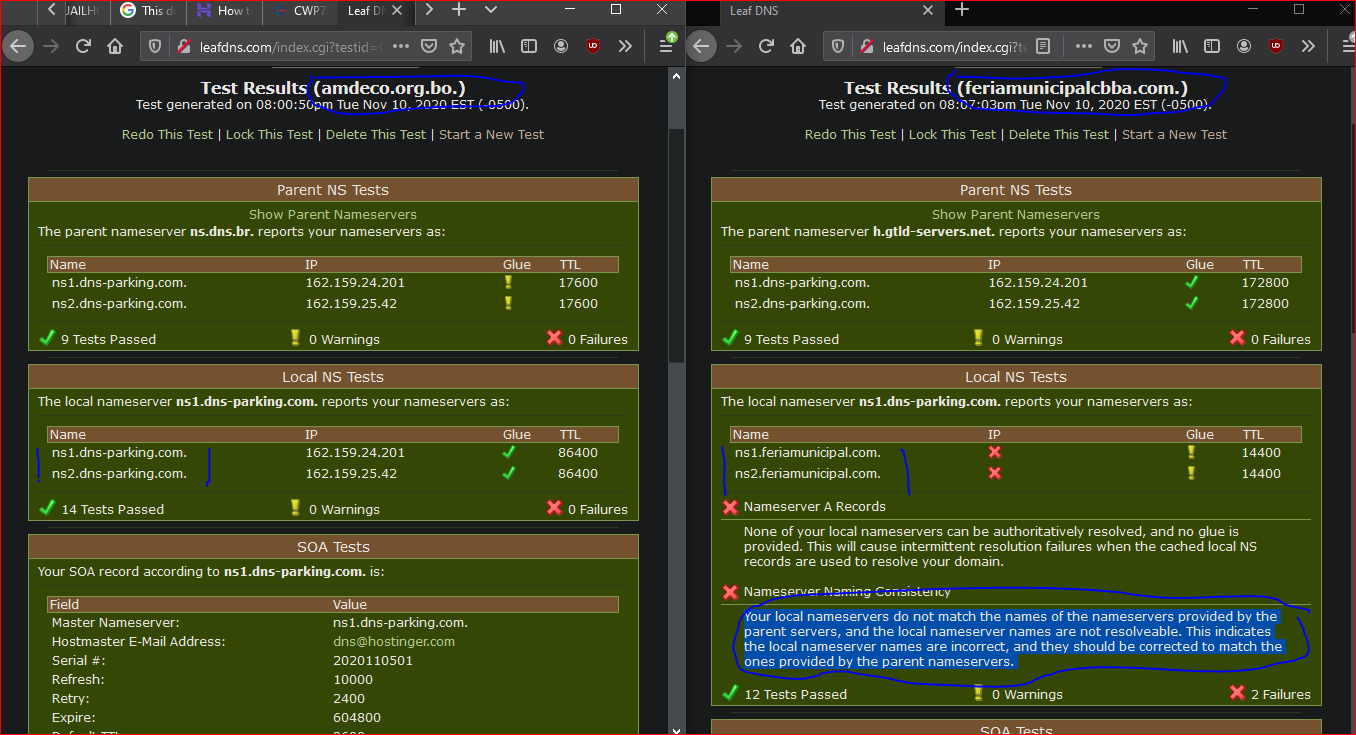 JAILHO
This do
How t
CWP7.
Leaf DN
leafdns.com/index.cgi?testid=
Test Results (amdeco.org.bo.)
Test generated on 08:00:50pm Tue Nov 10, 2020 EST (-0500).
Redo This Test | Lock This Test | Delete This Test | Start a New Test
Parent NS Tests
Show Parent Nameservers
The parent nameserver ns.dns.br. reports your nameservers as:
Name IP Glue TTL
ns1.dns-parking.com. 162.159.24.201 17600
ns2.dns-parking.com. 162.159.25.42 17600
9 Tests Passed 0 Warnings 0 Failures
Local NS Tests
The local nameserver ns1.dns-parking.com. reports your nameservers as:
Name IP Glue TTL
ns1.dns-parking.com. 162.159.24.201 86400
ns2.dns-parking.com. 162.159.25.42 86400
14 Tests Passed 0 Warnings 0 Failures
SOA Tests
Your SOA record according to ns1.dns-parking.com. is:
Field Value
Master Nameserver: ns1.dns-parking.com.
Hostmaster E-Mail Address: dns@hostinger.com
Serial #: 2020110501
Refresh: 10000
Retry: 2400
Expire: 604800
Leaf DNS
leafdns.com/index.cgi?te
Test Results (feriamunicipalcbba.com.)
Test generated on 08:07:03pm Tue Nov 10, 2020 EST (-0500).
Redo This Test | Lock This Test | Delete This Test | Start a New Test
Parent NS Tests
Show Parent Nameservers
The parent nameserver h.gtld-servers.net. reports your nameservers as:
Name IP Glue TTL
ns1.dns-parking.com. 162.159.24.201 172800
ns2.dns-parking.com. 162.159.25.42 172800
9 Tests Passed 0 Warnings 0 Failures
Local NS Tests
The local nameserver ns1.dns-parking.com. reports your nameservers as:
Name IP Glue TTL
ns1.feriamunicipal.com. 14400
ns2.feriamunicipal.com. 14400
Nameserver A Records
None of your local nameservers can be authoritatively resolved, and no glue is
provided. This will cause intermittent resolution failures when the cached local NS
records are used to resolve your domain.
Nameserver Naming Consistency
Your local nameservers do not match the names of the nameservers provided by the
parent servers, and the local nameserver names are not resolveable. This indicates
the local nameserver names are incorrect, and they should be corrected to match the
ones provided by the parent nameservers.
12 Tests Passed 0 Warnings 2 Failures
SOA Tests